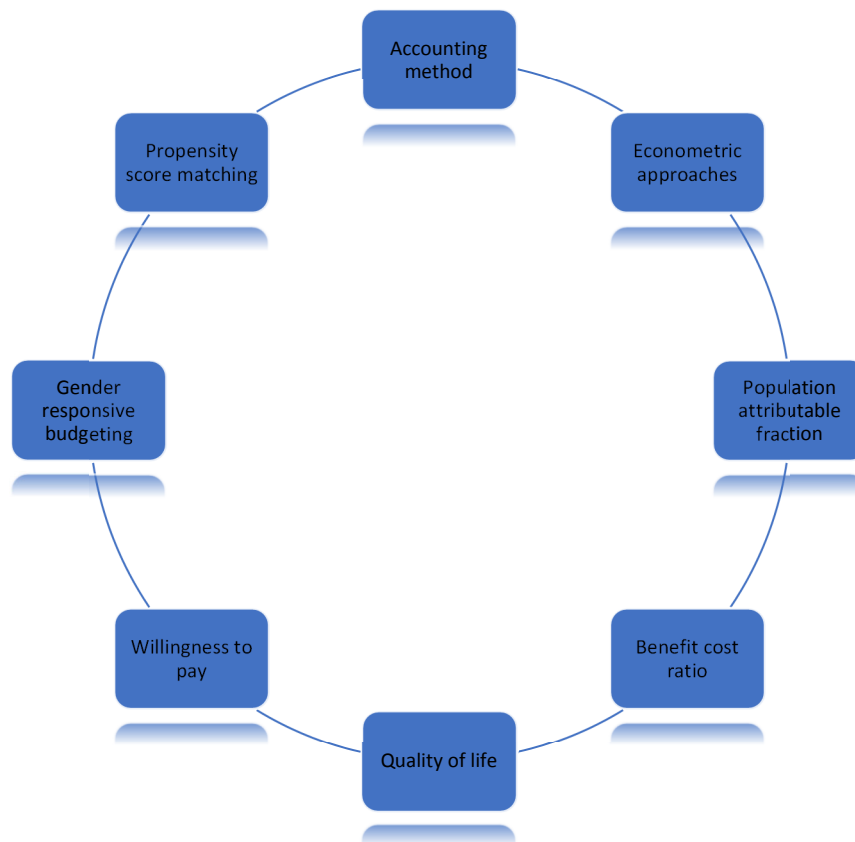 Accounting
method
Propensity
score matching
Econometric
approaches
Gender
responsive
budgeting
Population
attributable
fraction
Willingness to
pay
Benefit cost
ratio
Quality of life